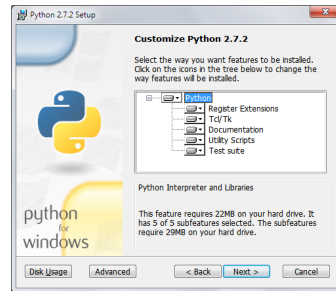 Python 2.7.2 Setup
Customize Python 2.7.2
Select the way you want features to be installed.
Click on the icons in the tree below to change the
way features will be installed.
Python
Register Extensions
Tcl/Tk
Documentation
Utility Scripts
Test suite
Python Interpreter and Libraries
This feature requires 22MB on your hard drive. It
has 5 of 5 subfeatures selected. The subfeatures
require 29MB on your hard drive.
python
for
windows
Disk Usage
Advanced
< Back
Next >
Cancel